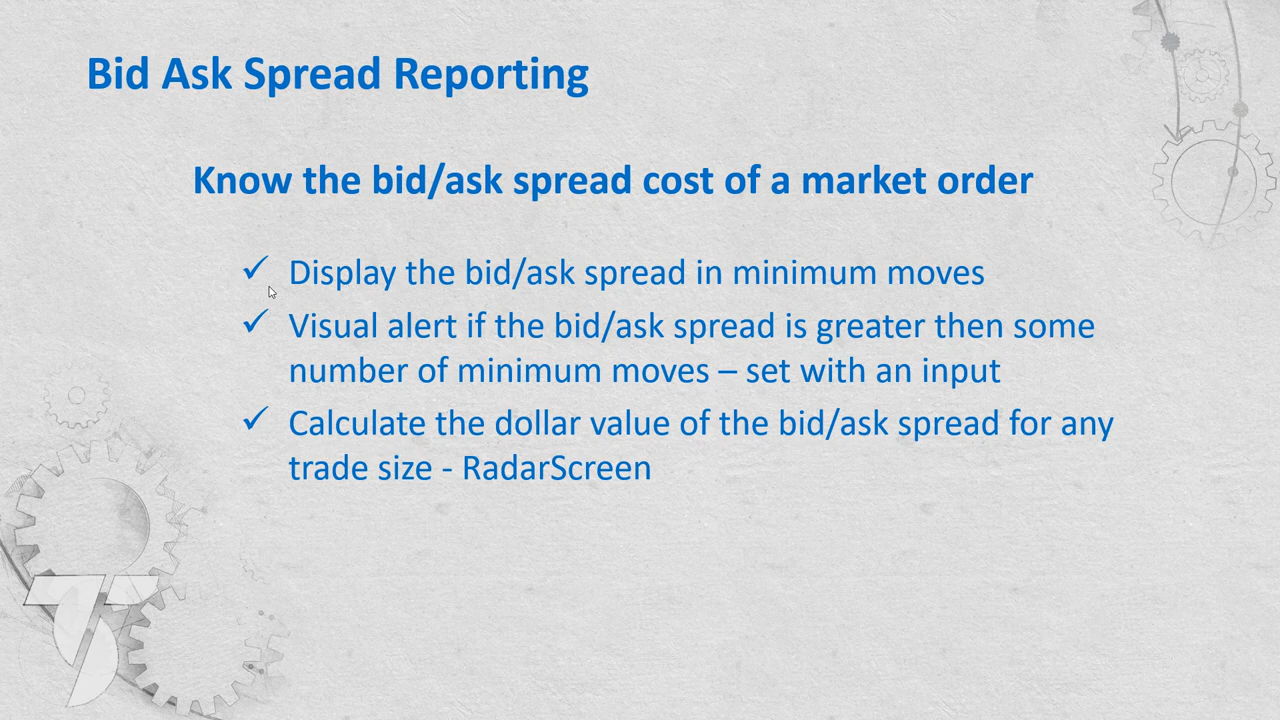 Bid Ask Spread Reporting
Know the bid/ask spread cost of a market order
✓ Display the bid/ask spread in minimum moves
✓ Visual alert if the bid/ask spread is greater then some
number of minimum moves – set with an input
✓ Calculate the dollar value of the bid/ask spread for any
trade size - RadarScreen